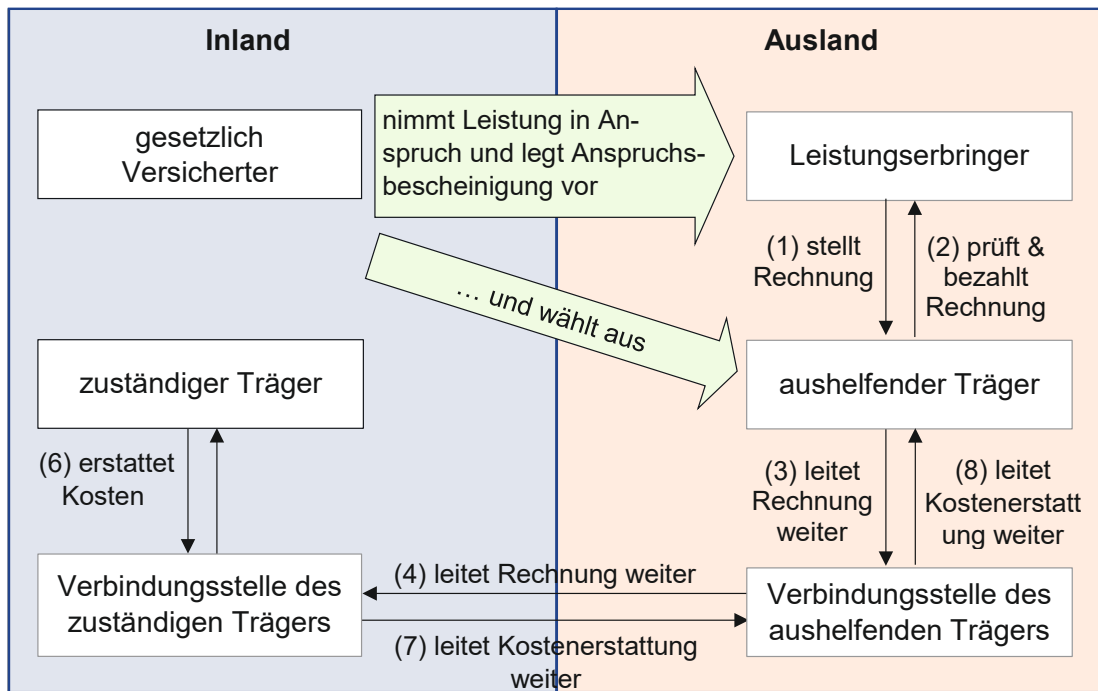 Inland
Ausland
gesetzlich
Versicherter
nimmt Leistung in An-
spruch und legt Anspruchs-
bescheinigung vor
Leistungserbringer
(1) stellt
Rechnung
(2) prüft &
bezahlt
Rechnung
… und wählt aus
zuständiger Träger
aushelfender Träger
(6) erstattet
Kosten
(3) leitet
Rechnung
weiter
(8) leitet
Kostenerstatt
ung weiter
Verbindungsstelle des
zuständigen Trägers
(4) leitet Rechnung weiter
(7) leitet Kostenerstattung
weiter
Verbindungsstelle des
aushelfenden Trägers